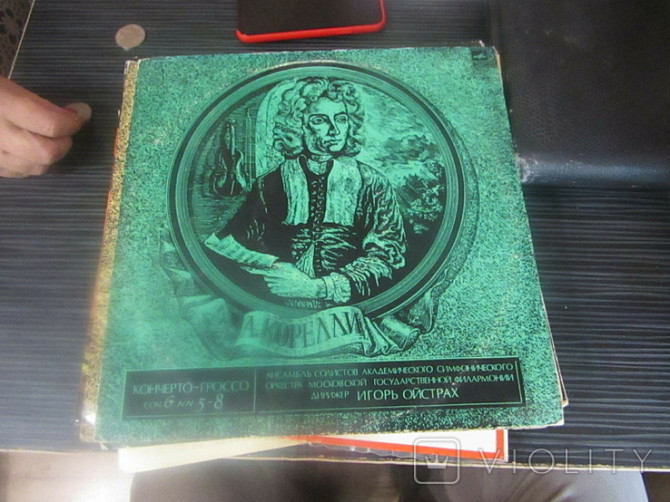 А. КОРЕЛЛИ
КОНЧЕРТО-ГРОССО
СОЧ. 6 №№ 5-8
АНСАМБЛЬ СОЛИСТОВ АКАДЕМИЧЕСКОГО СИМФОНИЧЕСКОГО
ОРКЕСТРА МОСКОВСКОЙ ГОСУДАРСТВЕННОЙ ФИЛАРМОНИИ
ДИРИЖЕР ИГОРЬ ОЙСТРАХ
VIOLITY